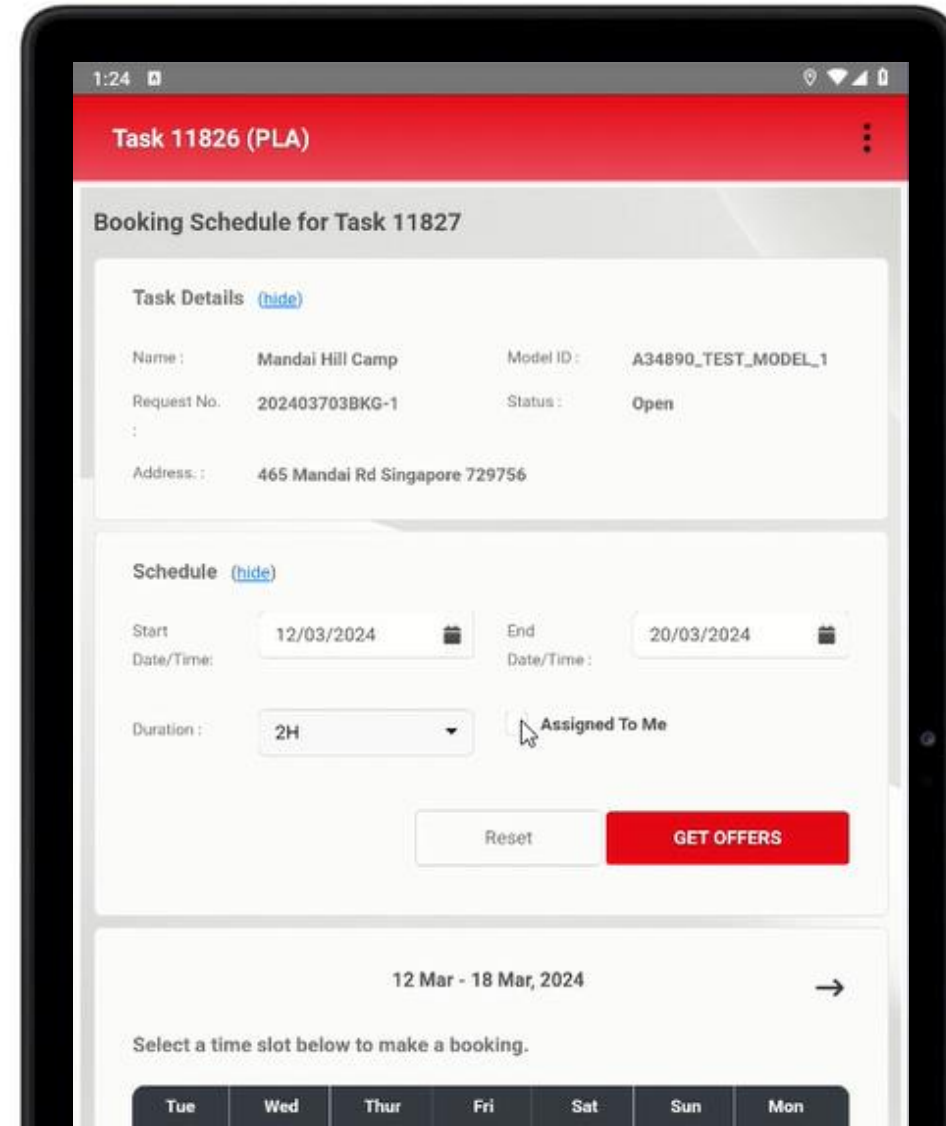 1:24
Task 11826 (PLA)
Booking Schedule for Task 11827
Task Details (hide)
Name : Mandai Hill Camp Model ID : A34890_TEST_MODEL_1
Request No. : 202403703BKG-1 Status : Open
Address. : 465 Mandai Rd Singapore 729756
Schedule (hide)
Start Date/Time: 12/03/2024 End Date/Time : 20/03/2024
Duration : 2H Assigned To Me
Reset GET OFFERS
12 Mar - 18 Mar, 2024
Select a time slot below to make a booking.
Tue Wed Thur Fri Sat Sun Mon